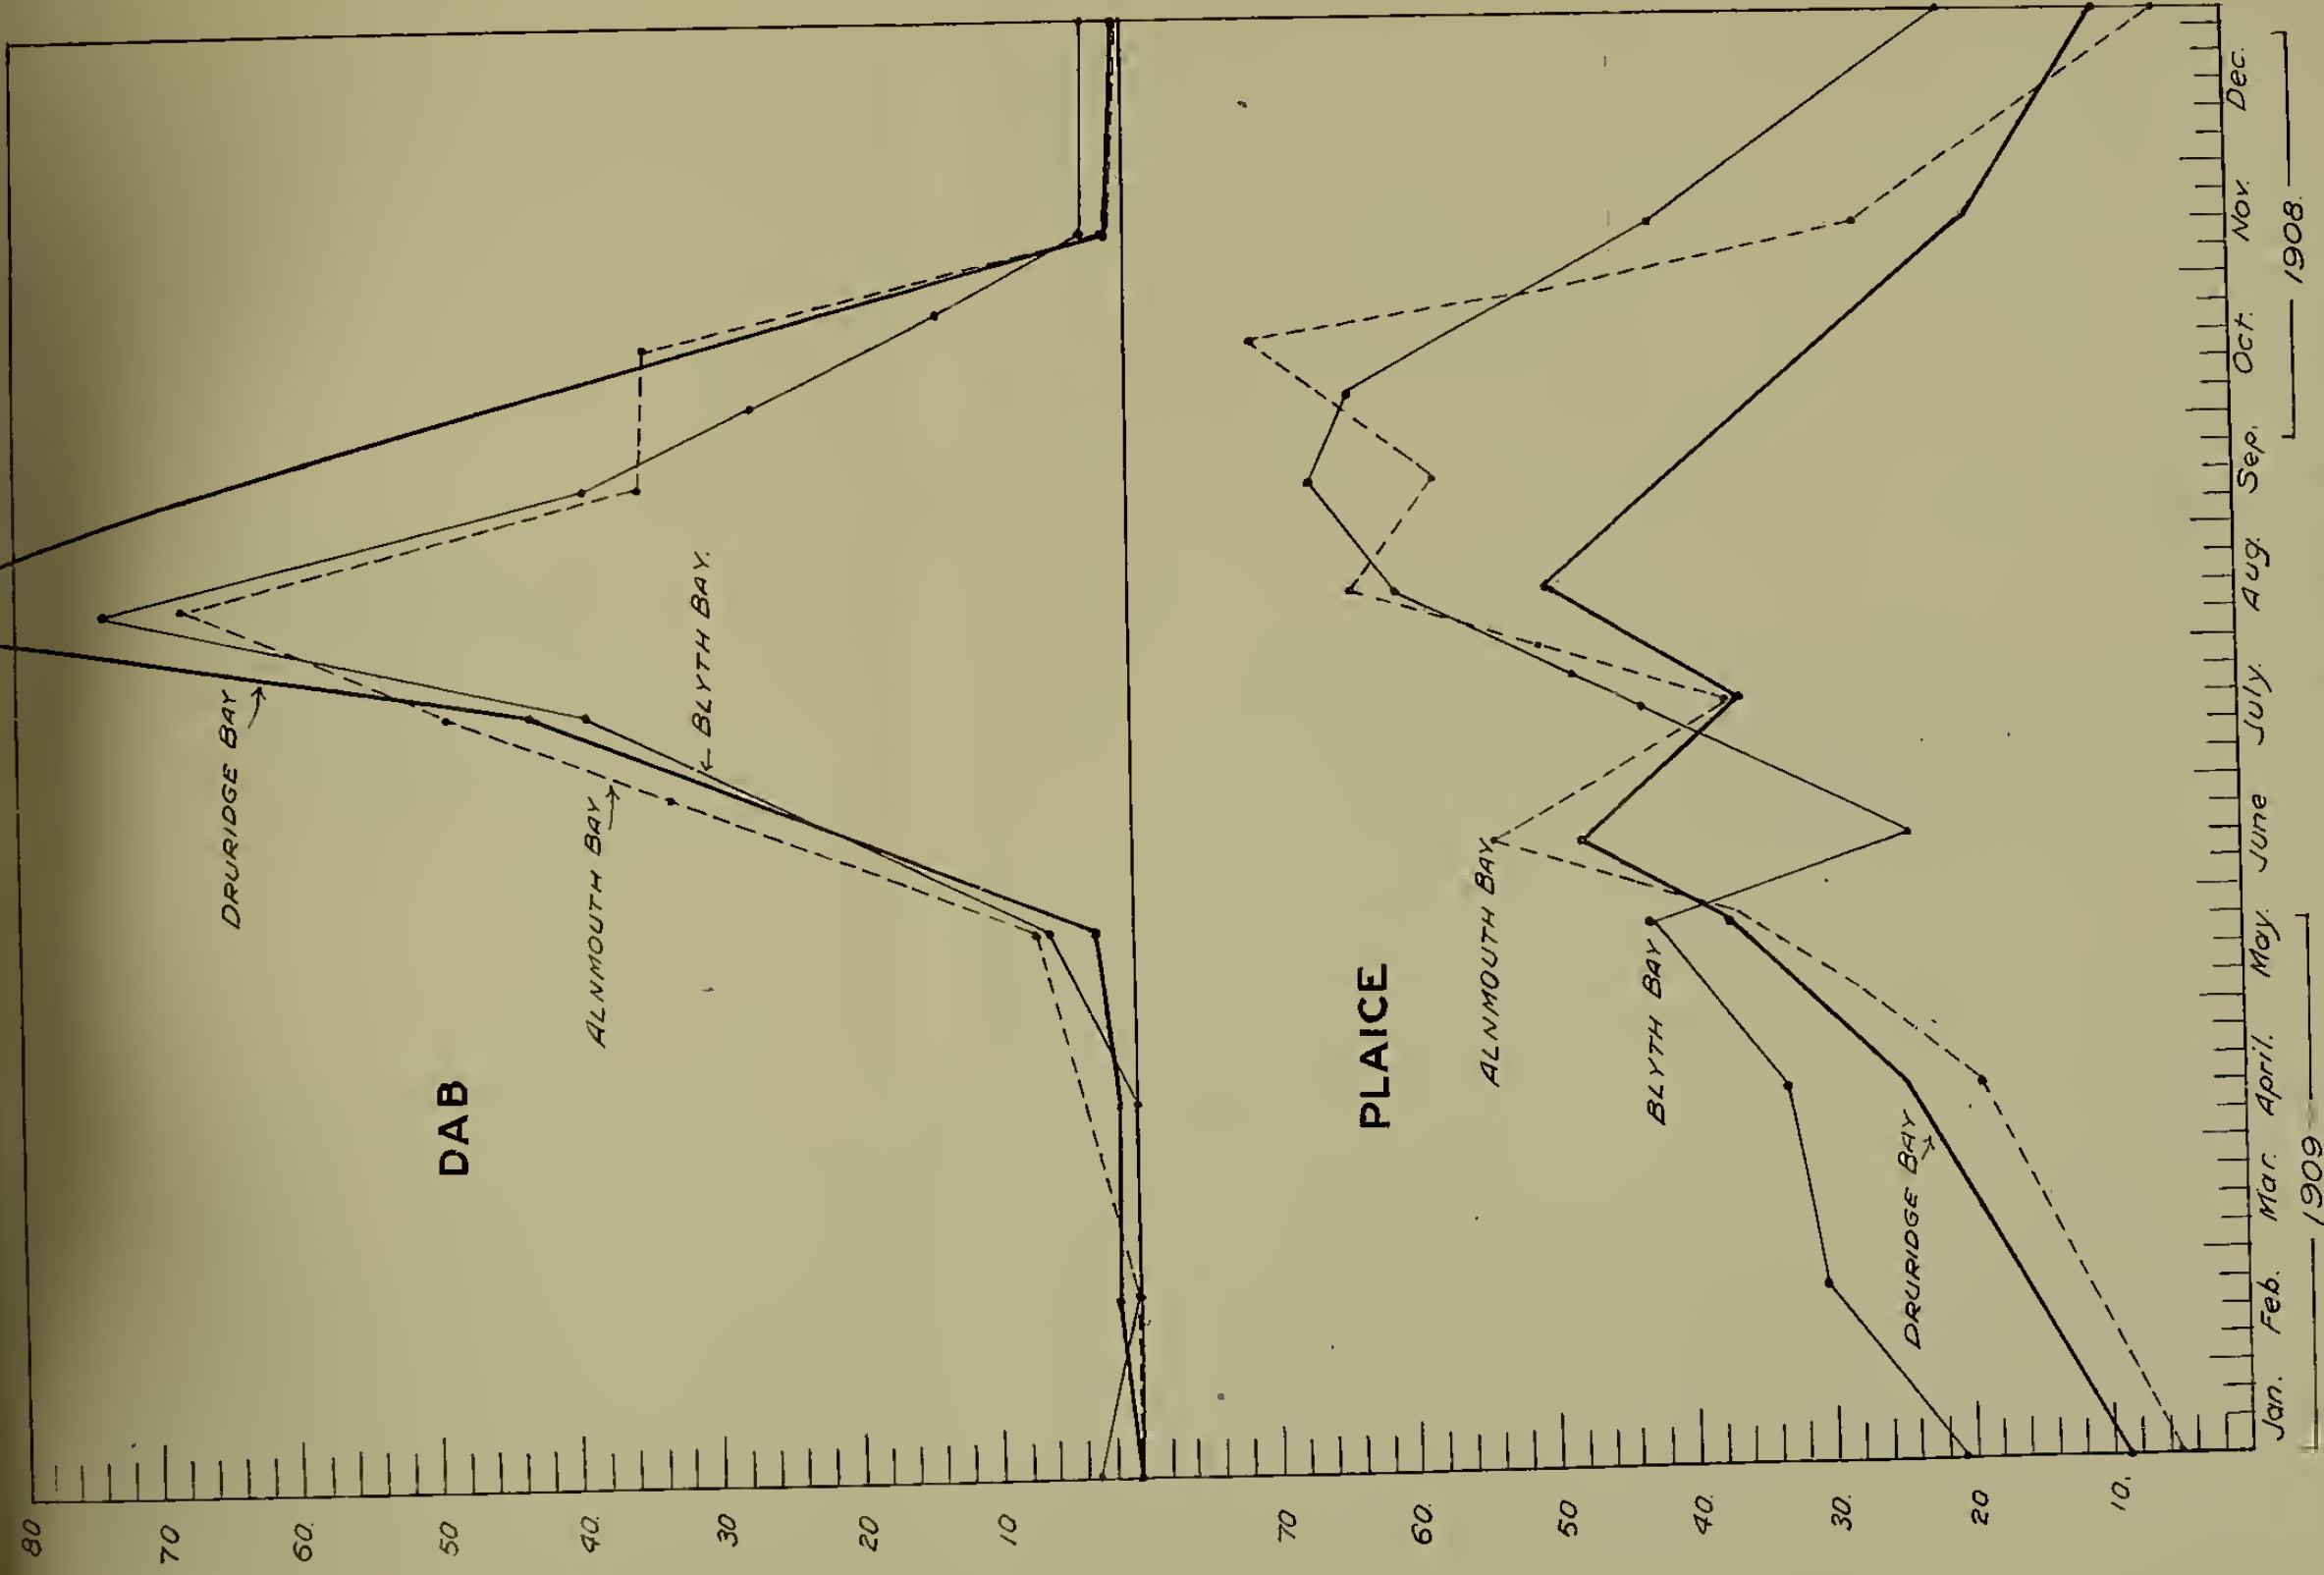 80
70
60.
50
40.
30
20
10
DAB
DRURIDGE BAY
ALNMOUTH BAY
BLYTH BAY.
70
60.
50
40.
30.
20
10.
PLAICE
ALNMOUTH BAY
BLYTH BAY
DRURIDGE BAY
Jan. Feb. Mar. April. May. June July. Aug. Sep. Oct. Nov. Dec.
1909 1908.